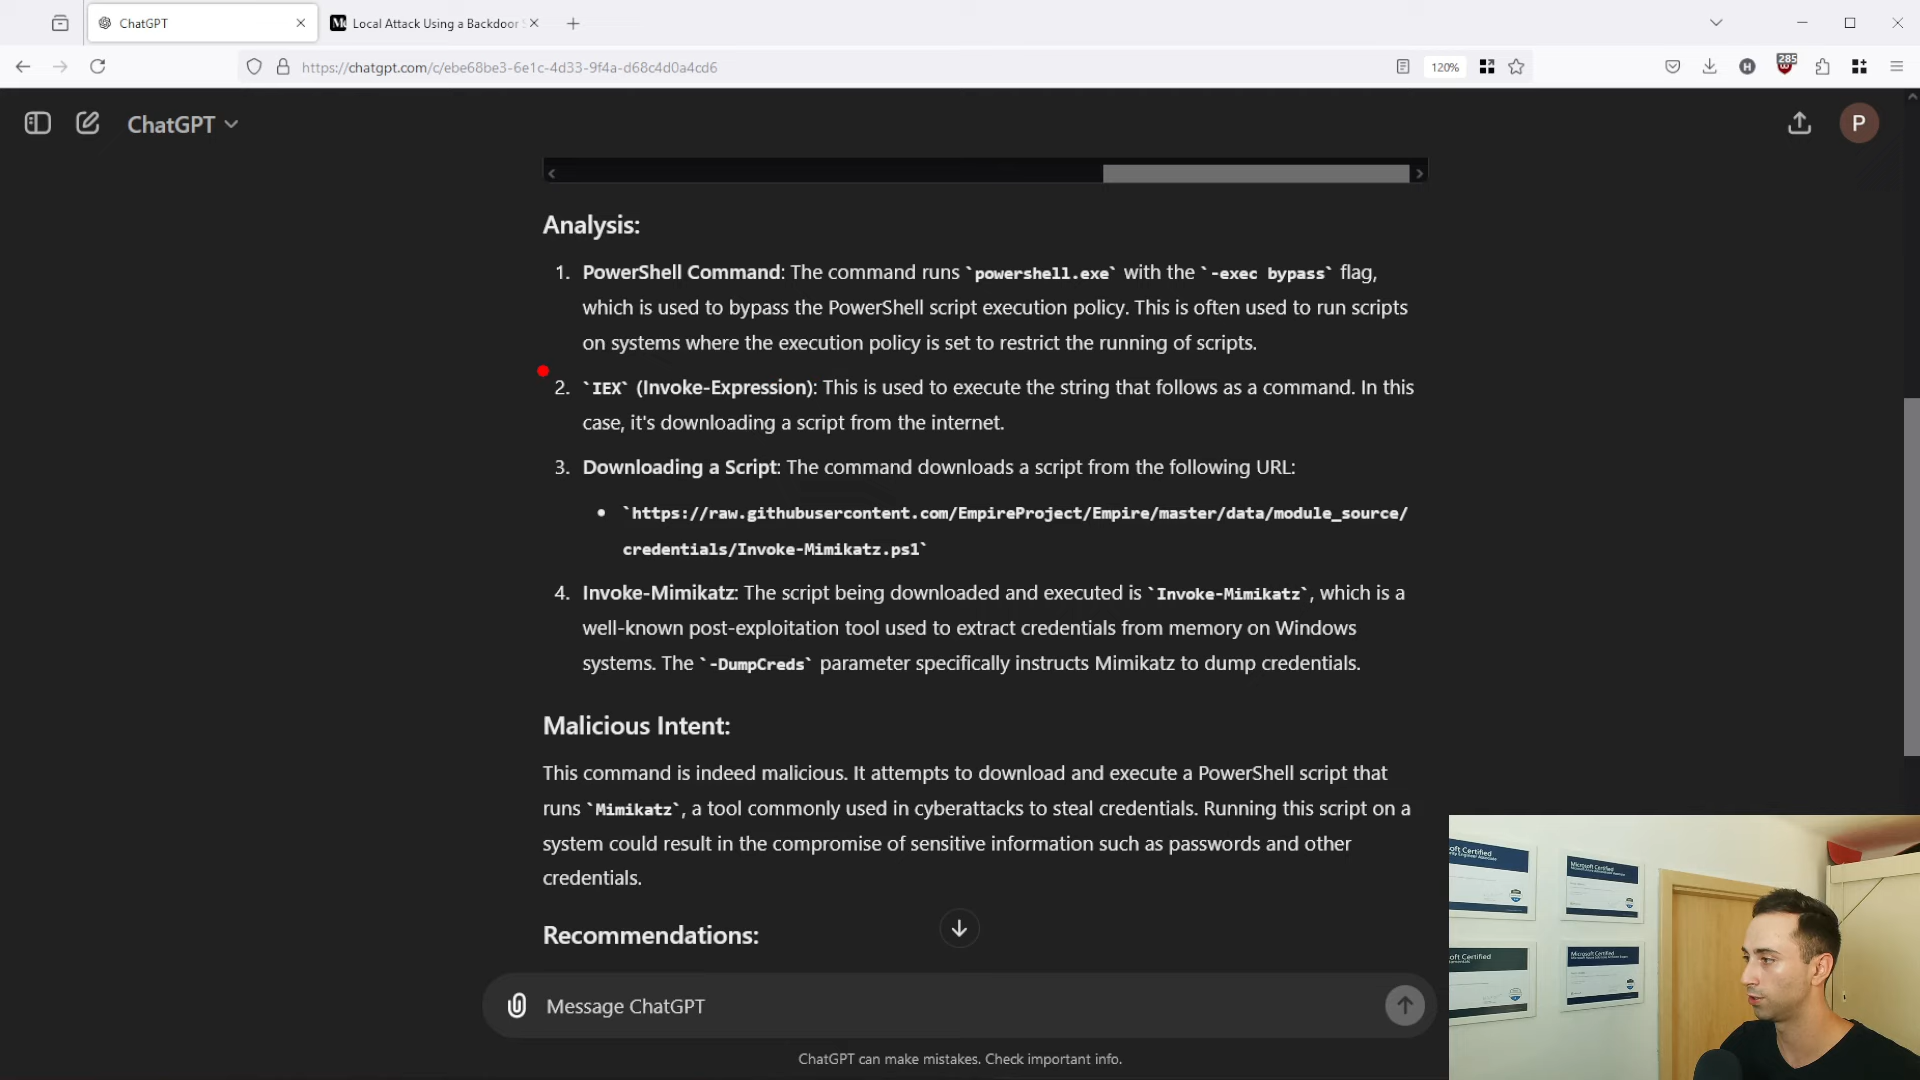 ChatGPT
Local Attack Using a Backdoor
https://chatgpt.com/c/ebe68be3-6e1c-4d33-9f4a-d68c4d0a4cd6
120%
285
ChatGPT
P
Analysis:
1. PowerShell Command: The command runs `powershell.exe` with the `-exec bypass` flag,
which is used to bypass the PowerShell script execution policy. This is often used to run scripts
on systems where the execution policy is set to restrict the running of scripts.
2. `IEX` (Invoke-Expression): This is used to execute the string that follows as a command. In this
case, it's downloading a script from the internet.
3. Downloading a Script: The command downloads a script from the following URL:
• `https://raw.githubusercontent.com/EmpireProject/Empire/master/data/module_source/
credentials/Invoke-Mimikatz.ps1`
4. Invoke-Mimikatz: The script being downloaded and executed is `Invoke-Mimikatz`, which is a
well-known post-exploitation tool used to extract credentials from memory on Windows
systems. The `-DumpCreds` parameter specifically instructs Mimikatz to dump credentials.
Malicious Intent:
This command is indeed malicious. It attempts to download and execute a PowerShell script that
runs `Mimikatz`, a tool commonly used in cyberattacks to steal credentials. Running this script on a
system could result in the compromise of sensitive information such as passwords and other
credentials.
Recommendations:
Message ChatGPT
ChatGPT can make mistakes. Check important info.
soft Certified
Microsoft Certified
soft Certified
Microsoft Certified